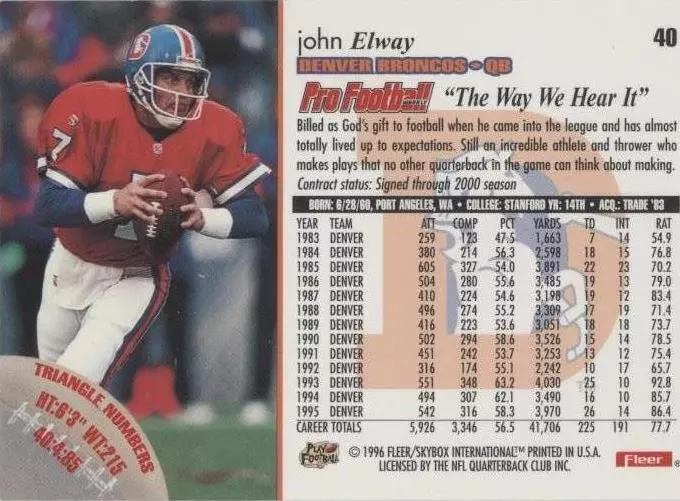 7
TRIANGLE NUMBERS
HT:6'3" WT:215
40:4:85
john Elway
40
DENVER BRONCOS • QB
Pro Football WEEKLY "The Way We Hear It"
Billed as God's gift to football when he came into the league and has almost
totally lived up to expectations. Still an incredible athlete and thrower who
makes plays that no other quarterback in the game can think about making.
Contract status: Signed through 2000 season
BORN: 6/28/60, PORT ANGELES, WA • COLLEGE: STANFORD YR: 14TH • ACQ.: TRADE '83
YEAR TEAM ATT COMP PCT YARDS TD INT RAT
1983 DENVER 259 123 47.5 1,663 7 14 54.9
1984 DENVER 380 214 56.3 2,598 18 15 76.8
1985 DENVER 605 327 54.0 3,891 22 23 70.2
1986 DENVER 504 280 55.6 3,485 19 13 79.0
1987 DENVER 410 224 54.6 3,198 19 12 83.4
1988 DENVER 496 274 55.2 3,309 17 19 71.4
1989 DENVER 416 223 53.6 3,051 18 18 73.7
1990 DENVER 502 294 58.6 3,526 15 14 78.5
1991 DENVER 451 242 53.7 3,253 13 12 75.4
1992 DENVER 316 174 55.1 2,242 10 17 65.7
1993 DENVER 551 348 63.2 4,030 25 10 92.8
1994 DENVER 494 307 62.1 3,490 16 10 85.7
1995 DENVER 542 316 58.3 3,970 26 14 86.4
CAREER TOTALS 5,926 3,346 56.5 41,706 225 191 77.7
PLAY FOOTBALL
© 1996 FLEER/SKYBOX INTERNATIONAL™ PRINTED IN U.S.A.
LICENSED BY THE NFL QUARTERBACK CLUB INC.
Fleer ®